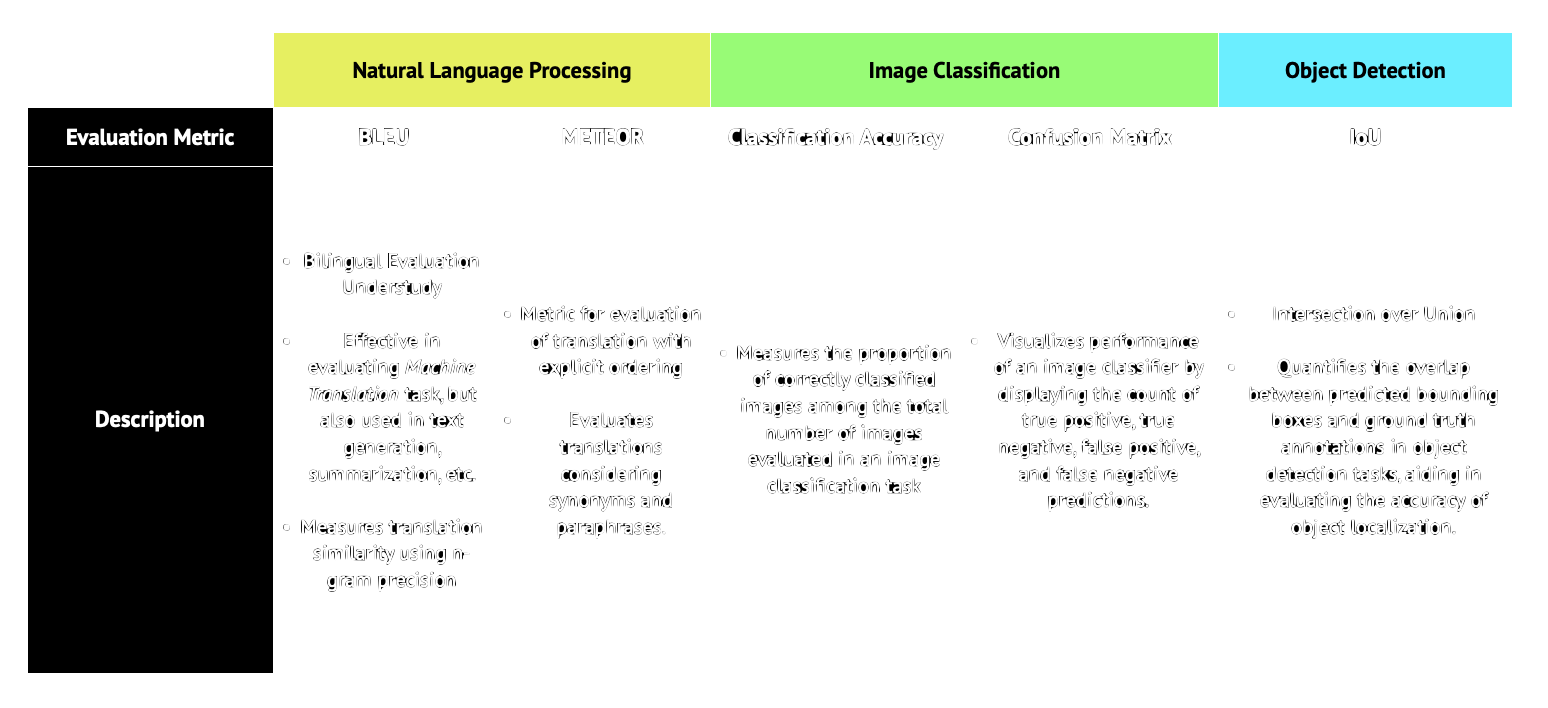 Natural Language Processing
Image Classification
Object Detection
Evaluation Metric
BLEU
METEOR
Classification Accuracy
Confusion Matrix
IoU
Description
• Bilingual Evaluation
Understudy
• Effective in
evaluating Machine
Translation task, but
also used in text
generation,
summarization, etc.
• Measures translation
similarity using n-
gram precision
• Metric for evaluation
of translation with
explicit ordering
• Evaluates
translations
considering
synonyms and
paraphrases.
• Measures the proportion
of correctly classified
images among the total
number of images
evaluated in an image
classification task
• Visualizes performance
of an image classifier by
displaying the count of
true positive, true
negative, false positive,
and false negative
predictions.
• Intersection over Union
• Quantifies the overlap
between predicted bounding
boxes and ground truth
annotations in object
detection tasks, aiding in
evaluating the accuracy of
object localization.